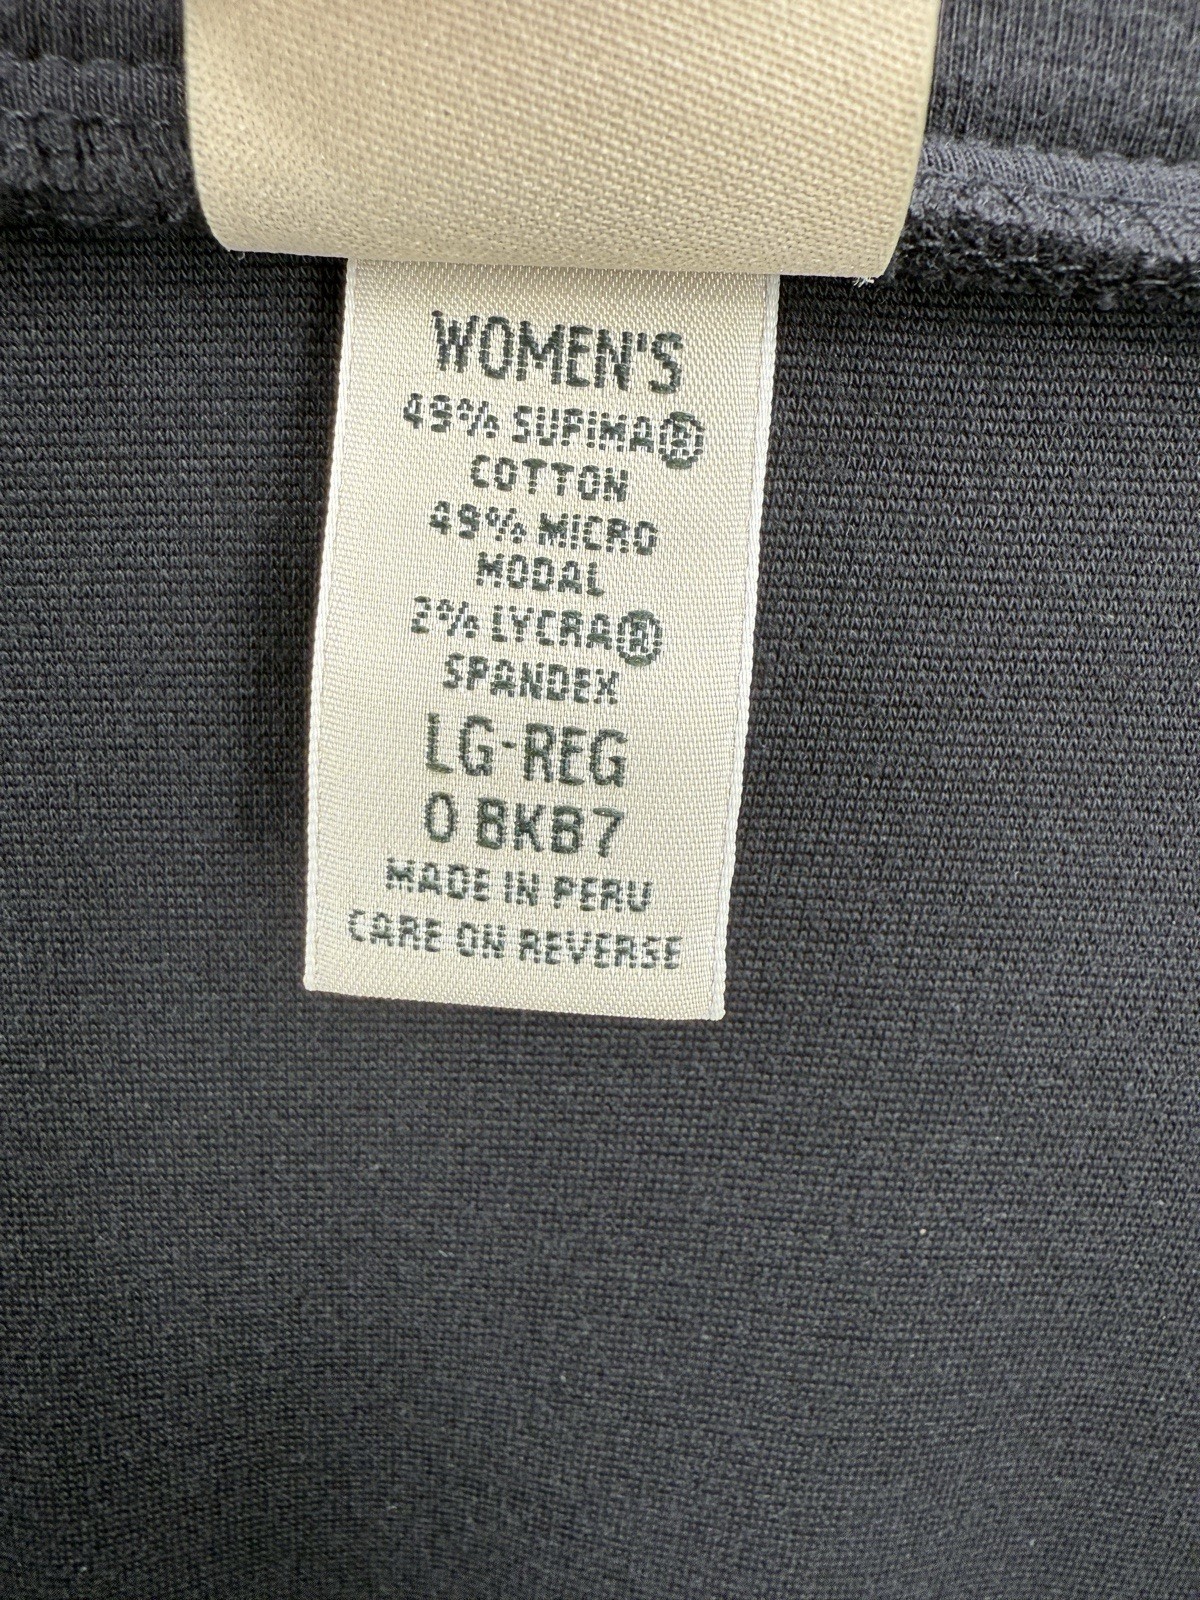 WOMEN'S
49% SUPIMA®
COTTON
49% MICRO
MODAL
2% LYCRA®
SPANDEX
LG-REG
0 BKB7
MADE IN PERU
CARE ON REVERSE